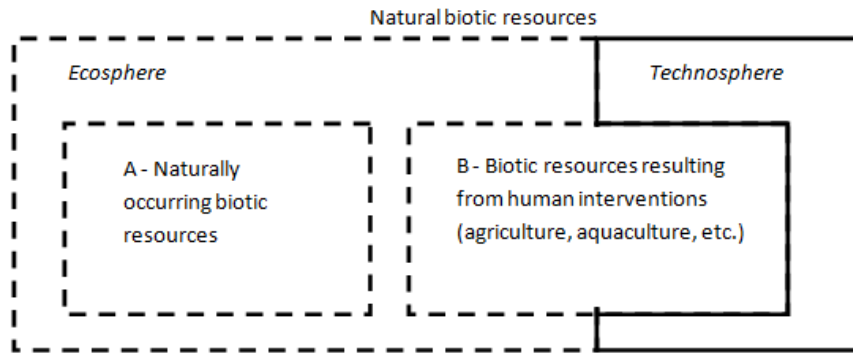 Natural biotic resources
Ecosphere
Technosphere
A - Naturally
occurring biotic
resources
B - Biotic resources resulting
from human interventions
(agriculture, aquaculture, etc.)